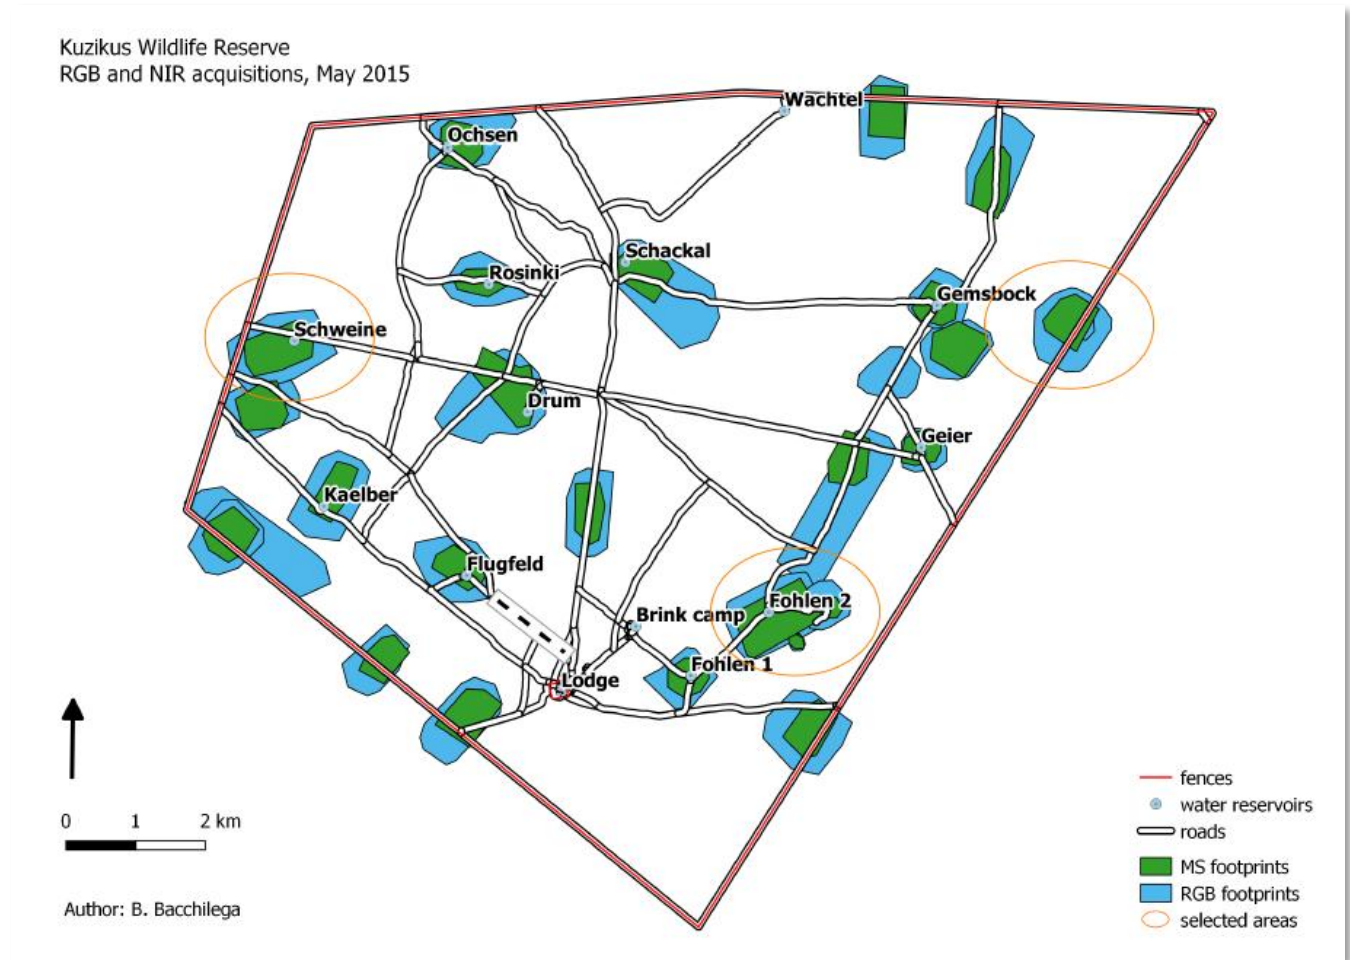 Kuzikus Wildlife Reserve
RGB and NIR acquisitions, May 2015
Wachtel
Ochsen
Schackal
Rosinki
Gemsbock
Schweine
Drum
Geier
Kaelber
Flugfeld
Fohlen 2
Brink camp
Fohlen 1
Lodge
0 1 2 km
Author: B. Bacchilega
fences
water reservoirs
roads
MS footprints
RGB footprints
selected areas